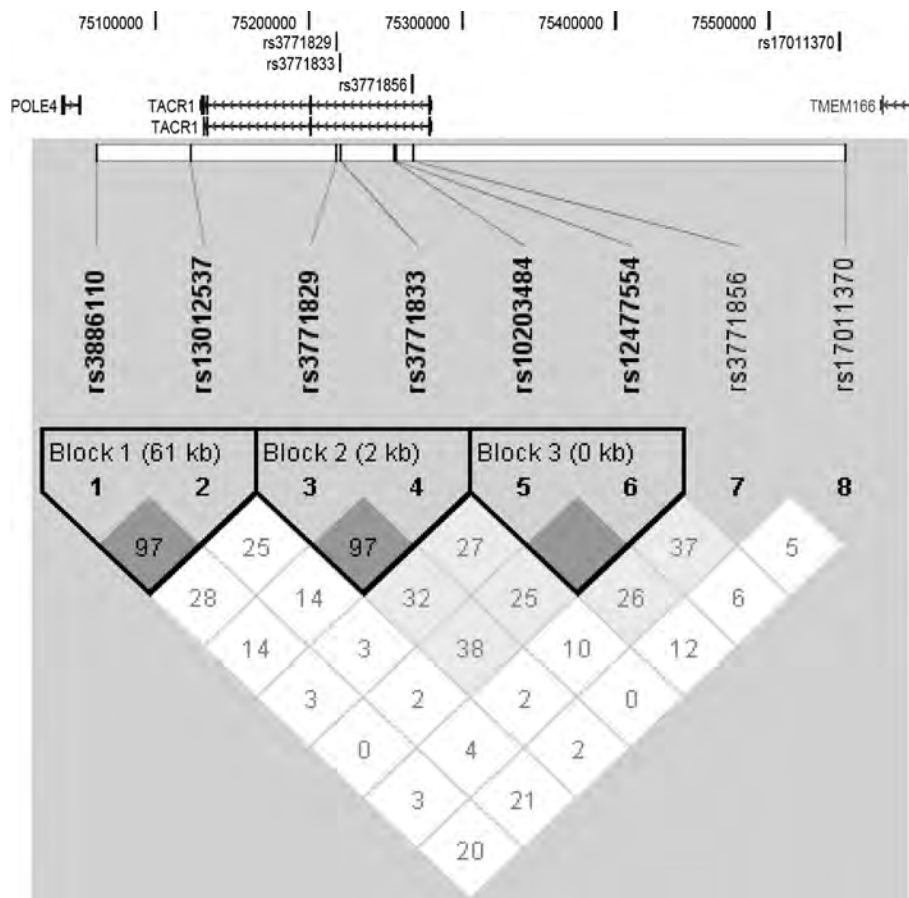 75100000 75200000 75300000 75400000 75500000
rs3771829 rs17011370
rs3771833
rs3771856
POLE4 TACR1 TMEM166
TACR1
rs3886110 rs13012537 rs3771829 rs3771833 rs10203484 rs12477554 rs3771856 rs17011370
Block 1 (61 kb) Block 2 (2 kb) Block 3 (0 kb)
1 2 3 4 5 6 7 8
97 25 97 27 37 5
28 14 32 25 26 6
14 3 38 10 12
3 2 2 0
0 4 2
3 21
20